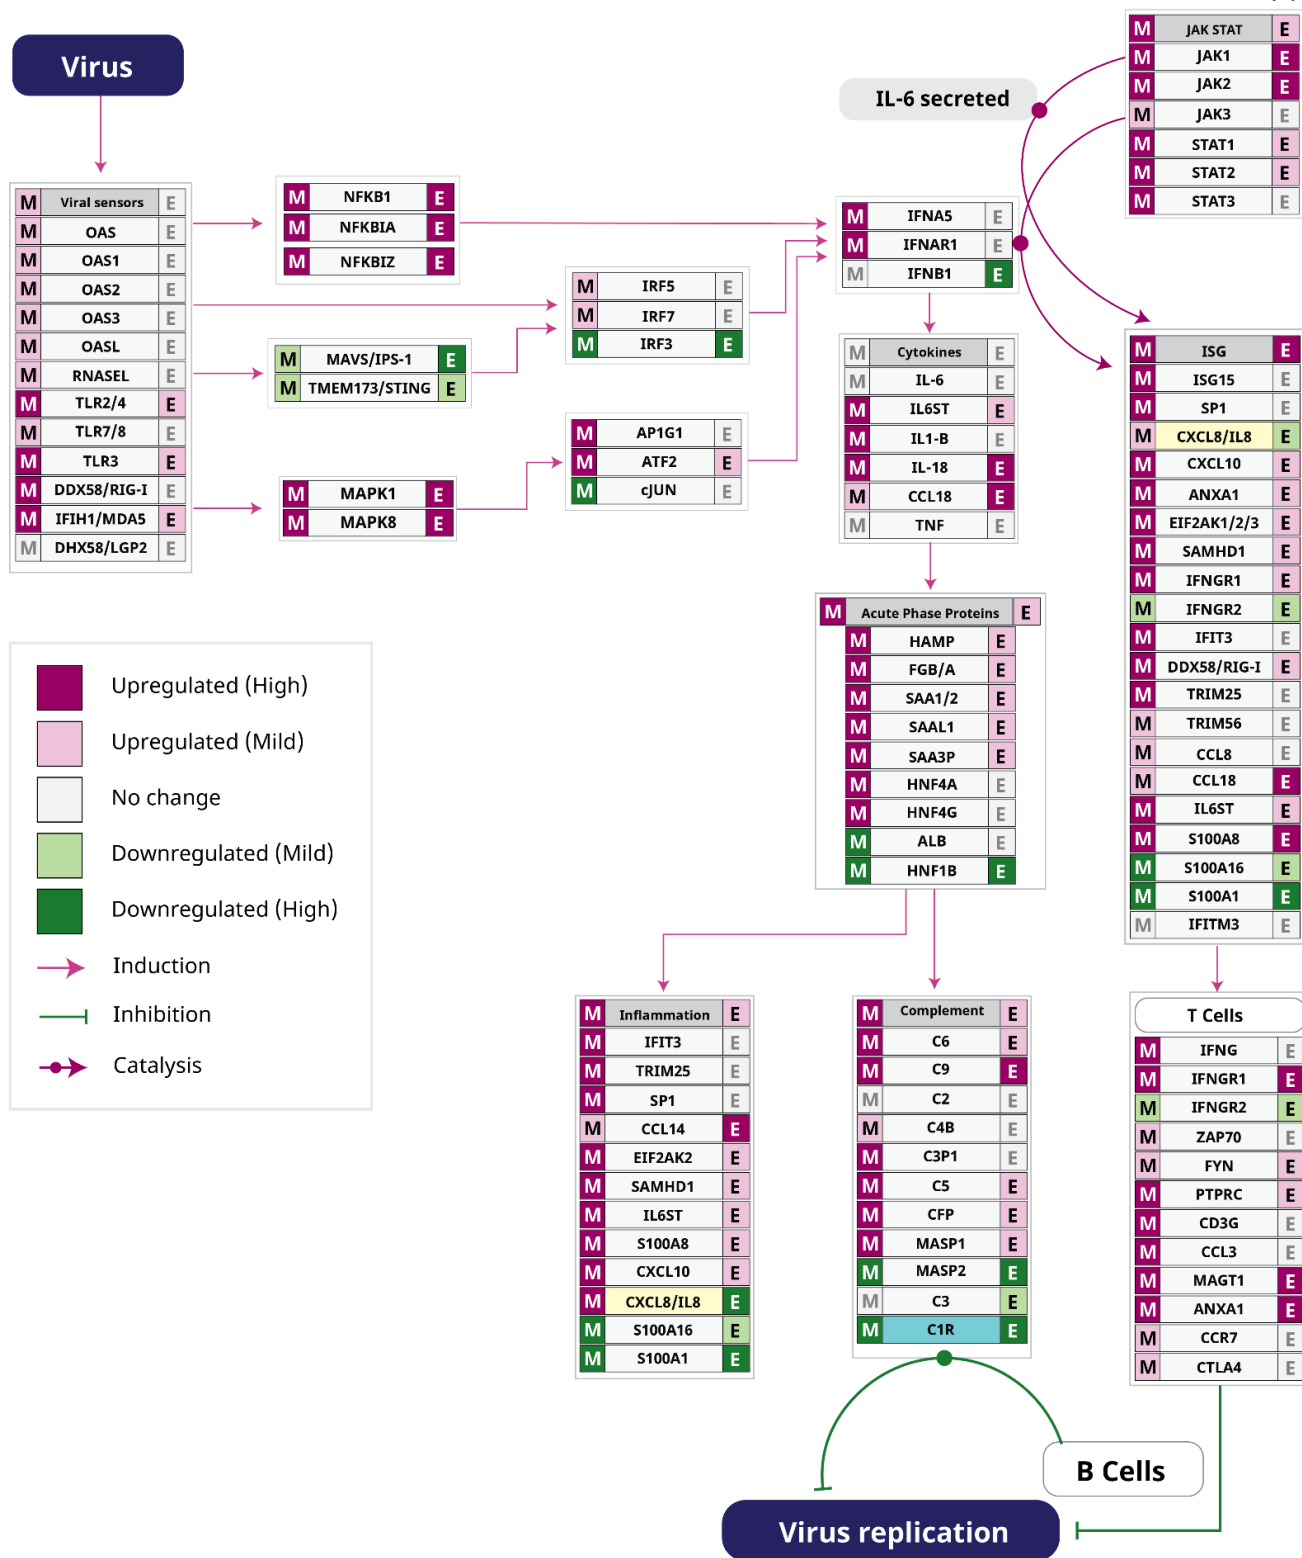 Virus
IL-6 secreted
M JAK STAT E
M JAK1 E
M JAK2 E
M JAK3 E
M STAT1 E
M STAT2 E
M STAT3 E
M Viral sensors E
M OAS E
M OAS1 E
M OAS2 E
M OAS3 E
M OASL E
M RNASEL E
M TLR2/4 E
M TLR7/8 E
M TLR3 E
M DDX58/RIG-I E
M IFIH1/MDA5 E
M DHX58/LGP2 E
M NFKB1 E
M NFKBIA E
M NFKBIZ E
M MAVS/IPS-1 E
M TMEM173/STING E
M MAPK1 E
M MAPK8 E
M IRF5 E
M IRF7 E
M IRF3 E
M AP1G1 E
M ATF2 E
M cJUN E
M IFNA5 E
M IFNAR1 E
M IFNB1 E
M Cytokines E
M IL-6 E
M IL6ST E
M IL1-B E
M IL-18 E
M CCL18 E
M TNF E
M Acute Phase Proteins E
M HAMP E
M FGB/A E
M SAA1/2 E
M SAAL1 E
M SAA3P E
M HNF4A E
M HNF4G E
M ALB E
M HNF1B E
M ISG E
M ISG15 E
M SP1 E
M CXCL8/IL8 E
M CXCL10 E
M ANXA1 E
M EIF2AK1/2/3 E
M SAMHD1 E
M IFNGR1 E
M IFNGR2 E
M IFIT3 E
M DDX58/RIG-I E
M TRIM25 E
M TRIM56 E
M CCL8 E
M CCL18 E
M IL6ST E
M S100A8 E
M S100A16 E
M S100A1 E
M IFITM3 E
Upregulated (High)
Upregulated (Mild)
No change
Downregulated (Mild)
Downregulated (High)
Induction
Inhibition
Catalysis
M Inflammation E
M IFIT3 E
M TRIM25 E
M SP1 E
M CCL14 E
M EIF2AK2 E
M SAMHD1 E
M IL6ST E
M S100A8 E
M CXCL10 E
M CXCL8/IL8 E
M S100A16 E
M S100A1 E
M Complement E
M C6 E
M C9 E
M C2 E
M C4B E
M C3P1 E
M C5 E
M CFP E
M MASP1 E
M MASP2 E
M C3 E
M C1R E
T Cells
M IFNG E
M IFNGR1 E
M IFNGR2 E
M ZAP70 E
M FYN E
M PTPRC E
M CD3G E
M CCL3 E
M MAGT1 E
M ANXA1 E
M CCR7 E
M CTLA4 E
B Cells
Virus replication